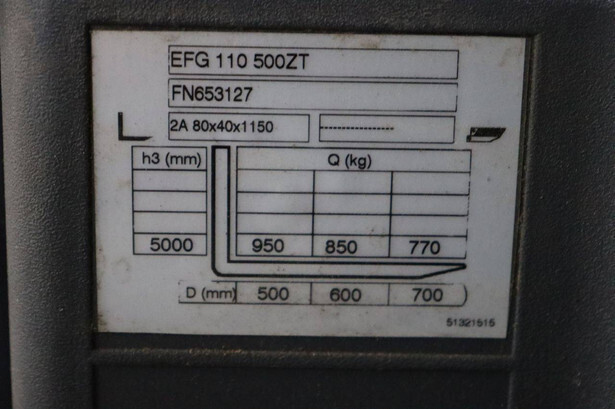 EFG 110 500ZT
FN653127
2A 80x40x1150 --------------
h3 (mm) Q (kg)
5000 950 850 770
D (mm) 500 600 700
51321515